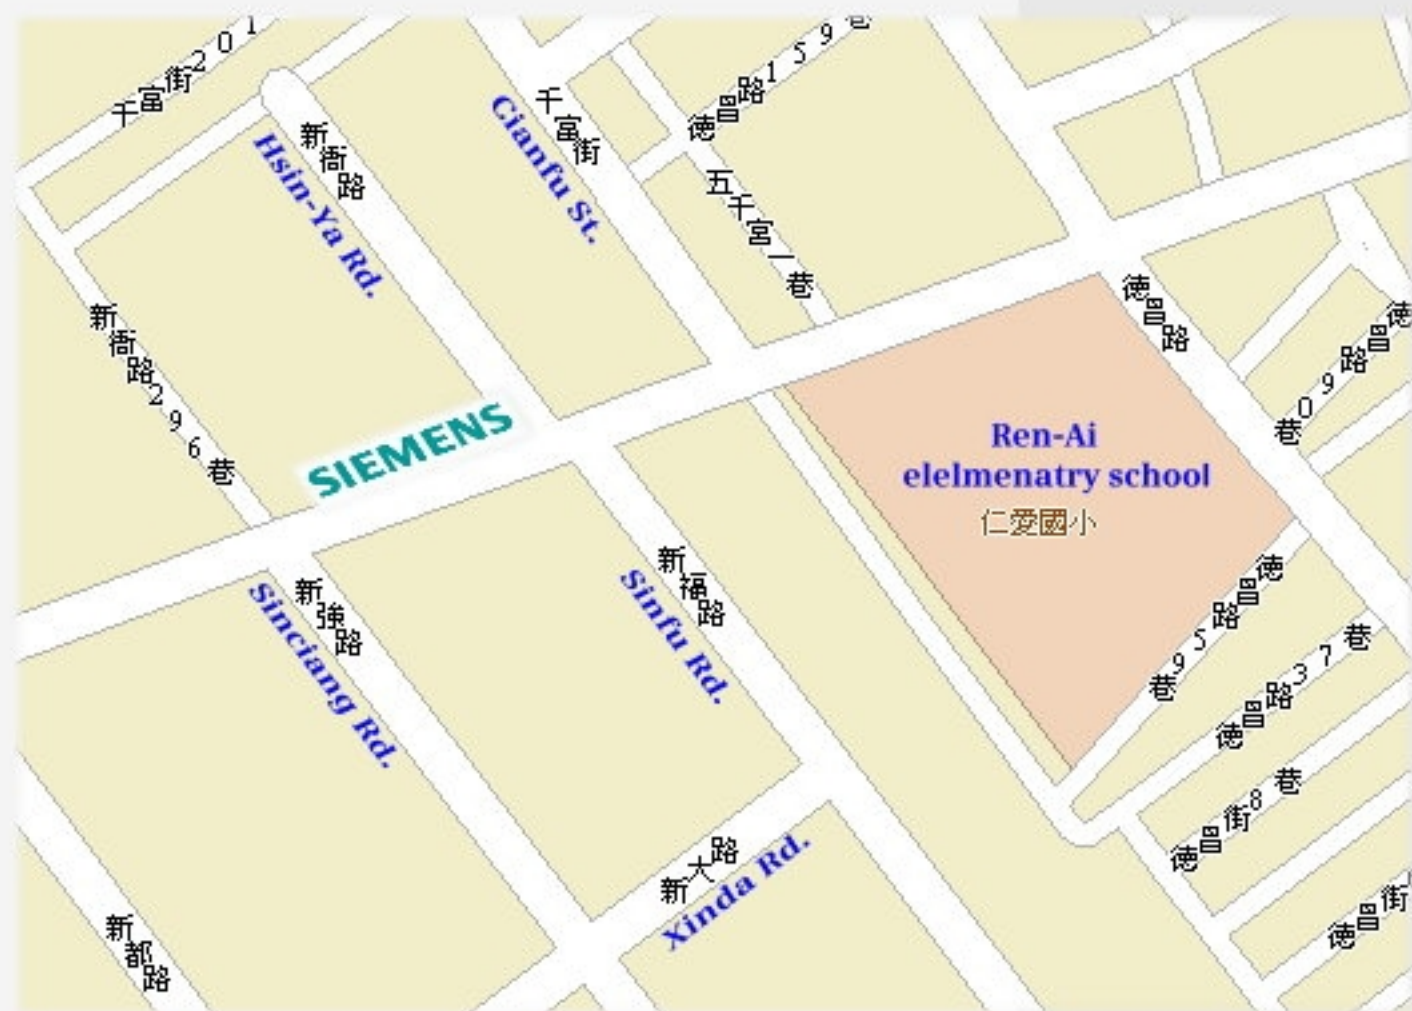 千富街201
德昌路159巷
新衙路
Hsin-Ya Rd.
千富街
Cianfu St.
五千宮一巷
德昌路
德昌路09巷
新衙路296巷
SIEMENS
Ren-Ai
elelmenatry school
仁愛國小
新強路
Sinciang Rd.
新福路
Sinfu Rd.
德昌路95巷
德昌路37巷
德昌街8巷
新大路
Xinda Rd.
新都路
德昌街